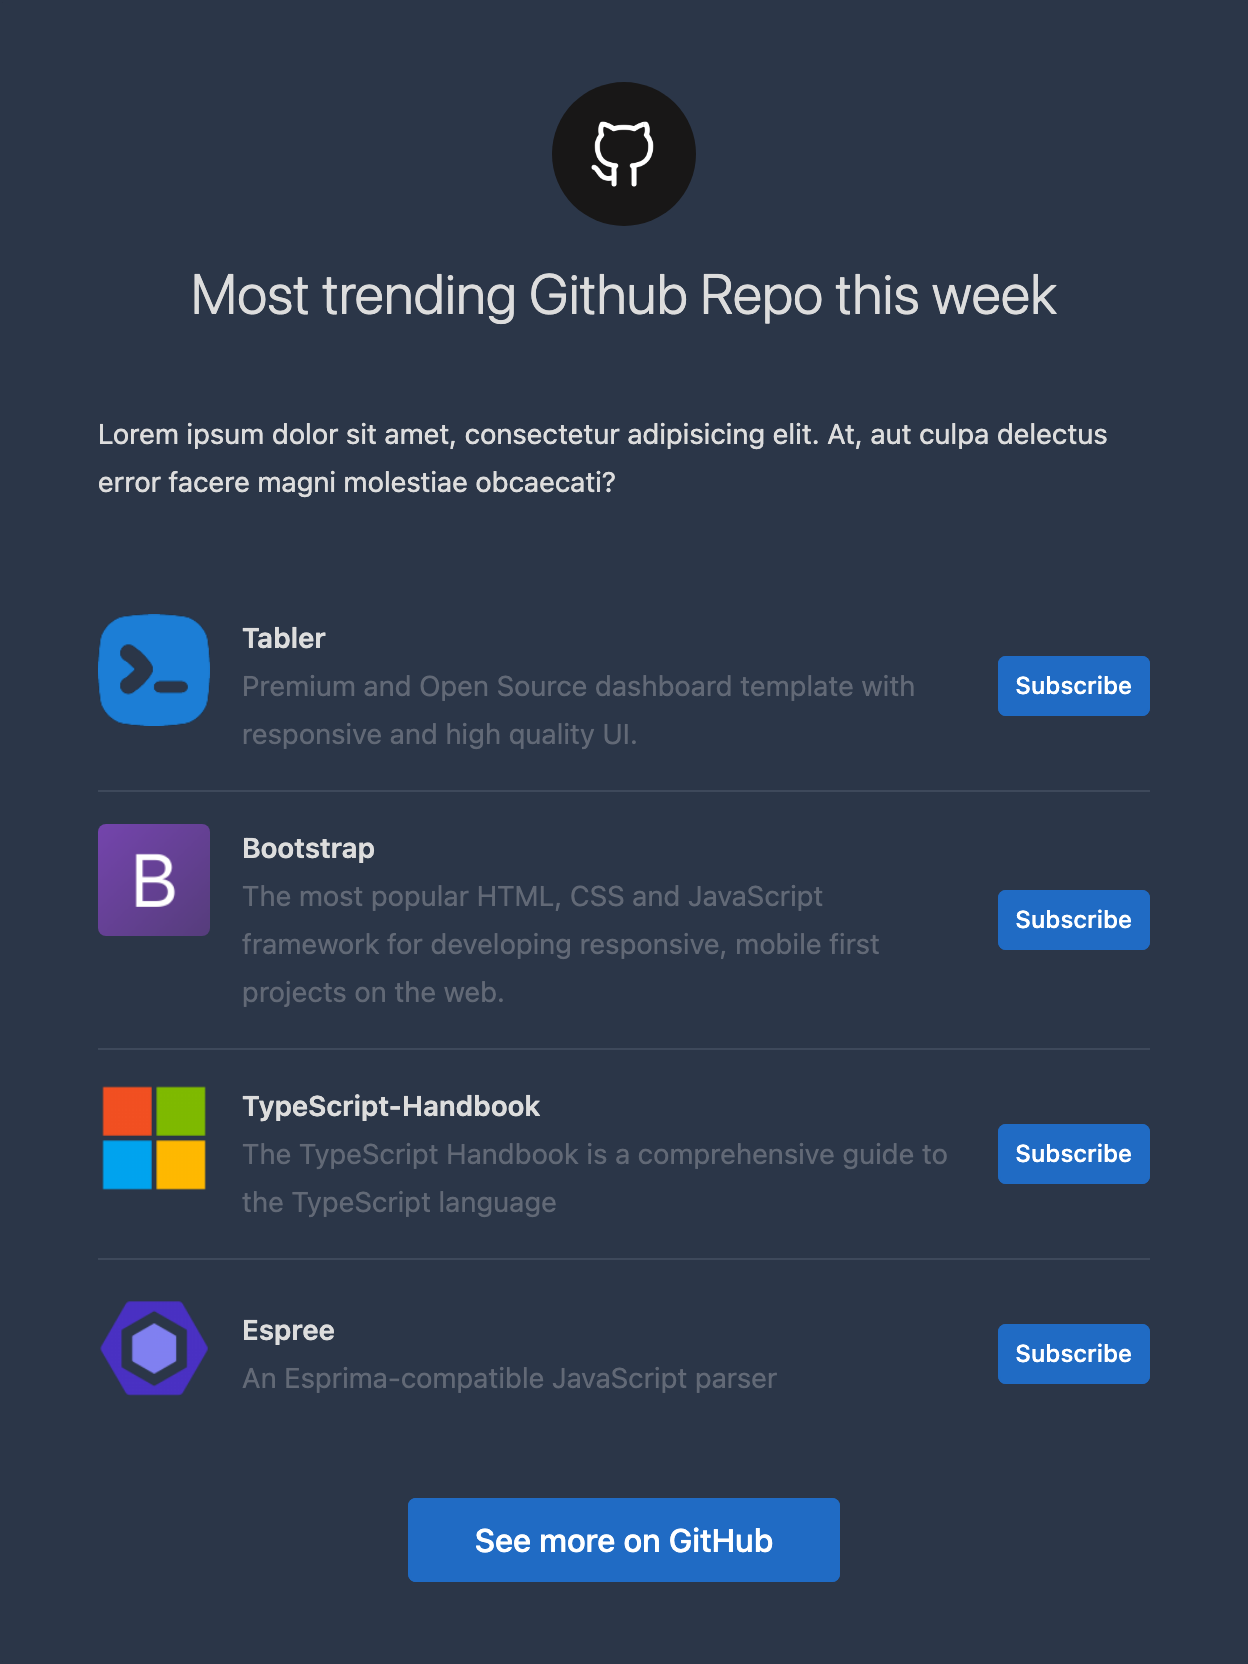 Most trending Github Repo this week
Lorem ipsum dolor sit amet, consectetur adipisicing elit. At, aut culpa delectus
error facere magni molestiae obcaecati?
Tabler
Premium and Open Source dashboard template with
responsive and high quality UI.
Subscribe
B
Bootstrap
The most popular HTML, CSS and JavaScript
framework for developing responsive, mobile first
projects on the web.
Subscribe
TypeScript-Handbook
The TypeScript Handbook is a comprehensive guide to
the TypeScript language
Subscribe
Espree
An Esprima-compatible JavaScript parser
Subscribe
See more on GitHub